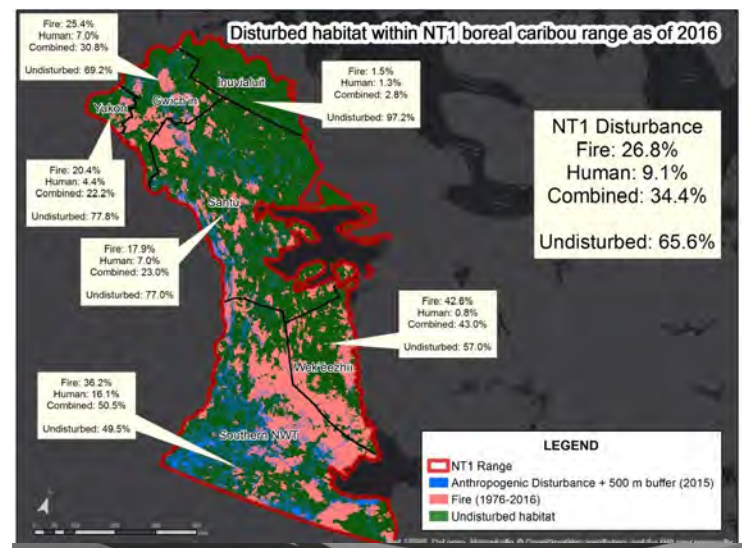 Disturbed habitat within NT1 boreal caribou range as of 2016
Fire: 25.4%
Human: 7.0%
Combined: 30.8%
Undisturbed: 69.2%
Inuvialuit
Gwich'in
Yukon
Fire: 1.5%
Human: 1.3%
Combined: 2.8%
Undisturbed: 97.2%
NT1 Disturbance
Fire: 26.8%
Human: 9.1%
Combined: 34.4%
Undisturbed: 65.6%
Fire: 20.4%
Human: 4.4%
Combined: 22.2%
Undisturbed: 77.8%
Sahtu
Fire: 17.9%
Human: 7.0%
Combined: 23.0%
Undisturbed: 77.0%
Fire: 42.6%
Human: 0.8%
Combined: 43.0%
Undisturbed: 57.0%
Wek'èezhìi
Fire: 36.2%
Human: 16.1%
Combined: 50.5%
Undisturbed: 49.5%
Southern NWT
LEGEND
NT1 Range
Anthropogenic Disturbance + 500 m buffer (2015)
Fire (1976-2016)
Undisturbed habitat